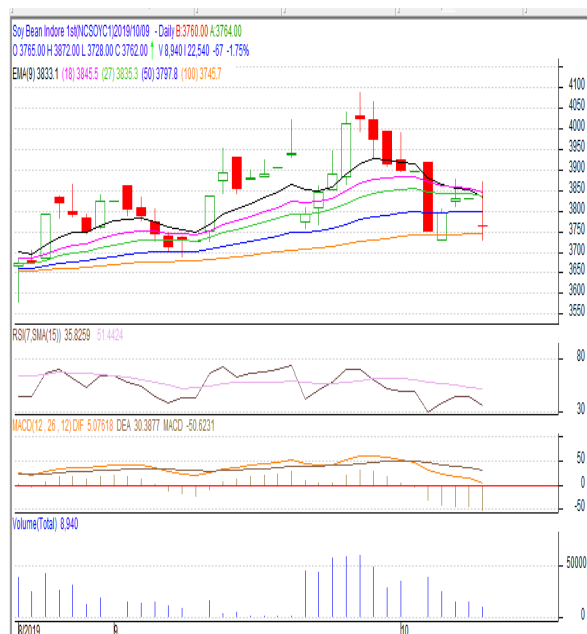 Soy Bean Indore 1st(NCSOYC1)2019/10/09 - Daily B:3760.00 A:3764.00
O 3765.00 H 3872.00 L 3728.00 C 3762.00 ↑ V 8,940 I 22,540 -67 -1.75%
EMA(9) 3833.1 (18) 3845.5 (27) 3835.3 (50) 3797.8 (100) 3745.7
4100
4050
4000
3950
3900
3850
3800
3750
3700
3650
3600
3550
RSI(7,SMA(15)) 35.8259 51.4424
80
30
MACD(12, 26, 12) DIF 5.07618 DEA 30.3877 MACD -50.6231
50
0
-50
Volume(Total) 8,940
50000
0
8/2019 9 10